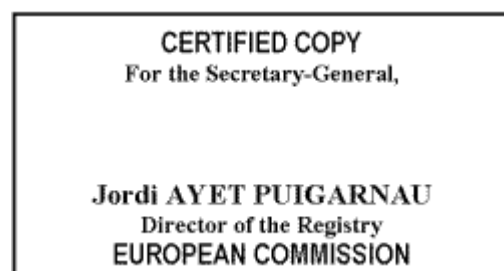 CERTIFIED COPY
For the Secretary-General,
Jordi AYET PUIGARNAU
Director of the Registry
EUROPEAN COMMISSION